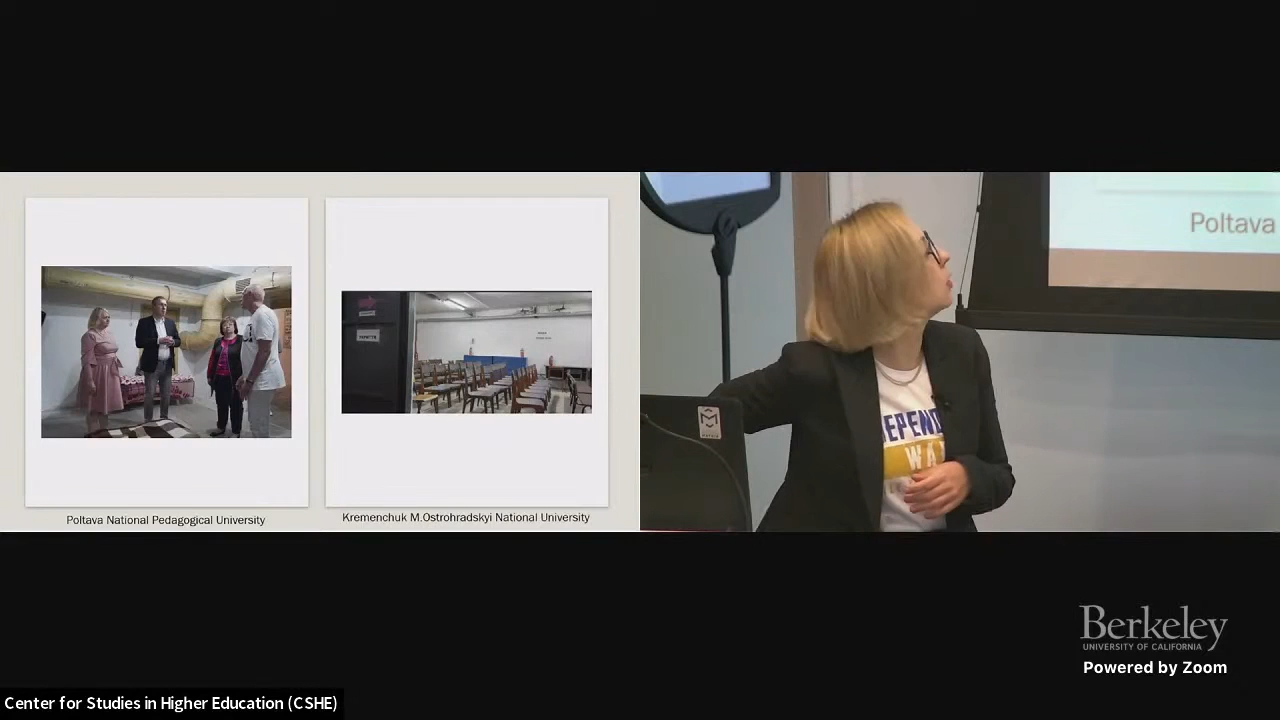 Poltava National Pedagogical University
Kremenchuk M.Ostrohradskyi National University
Poltava
WA
Berkeley
UNIVERSITY OF CALIFORNIA
Powered by Zoom
Center for Studies in Higher Education (CSHE)